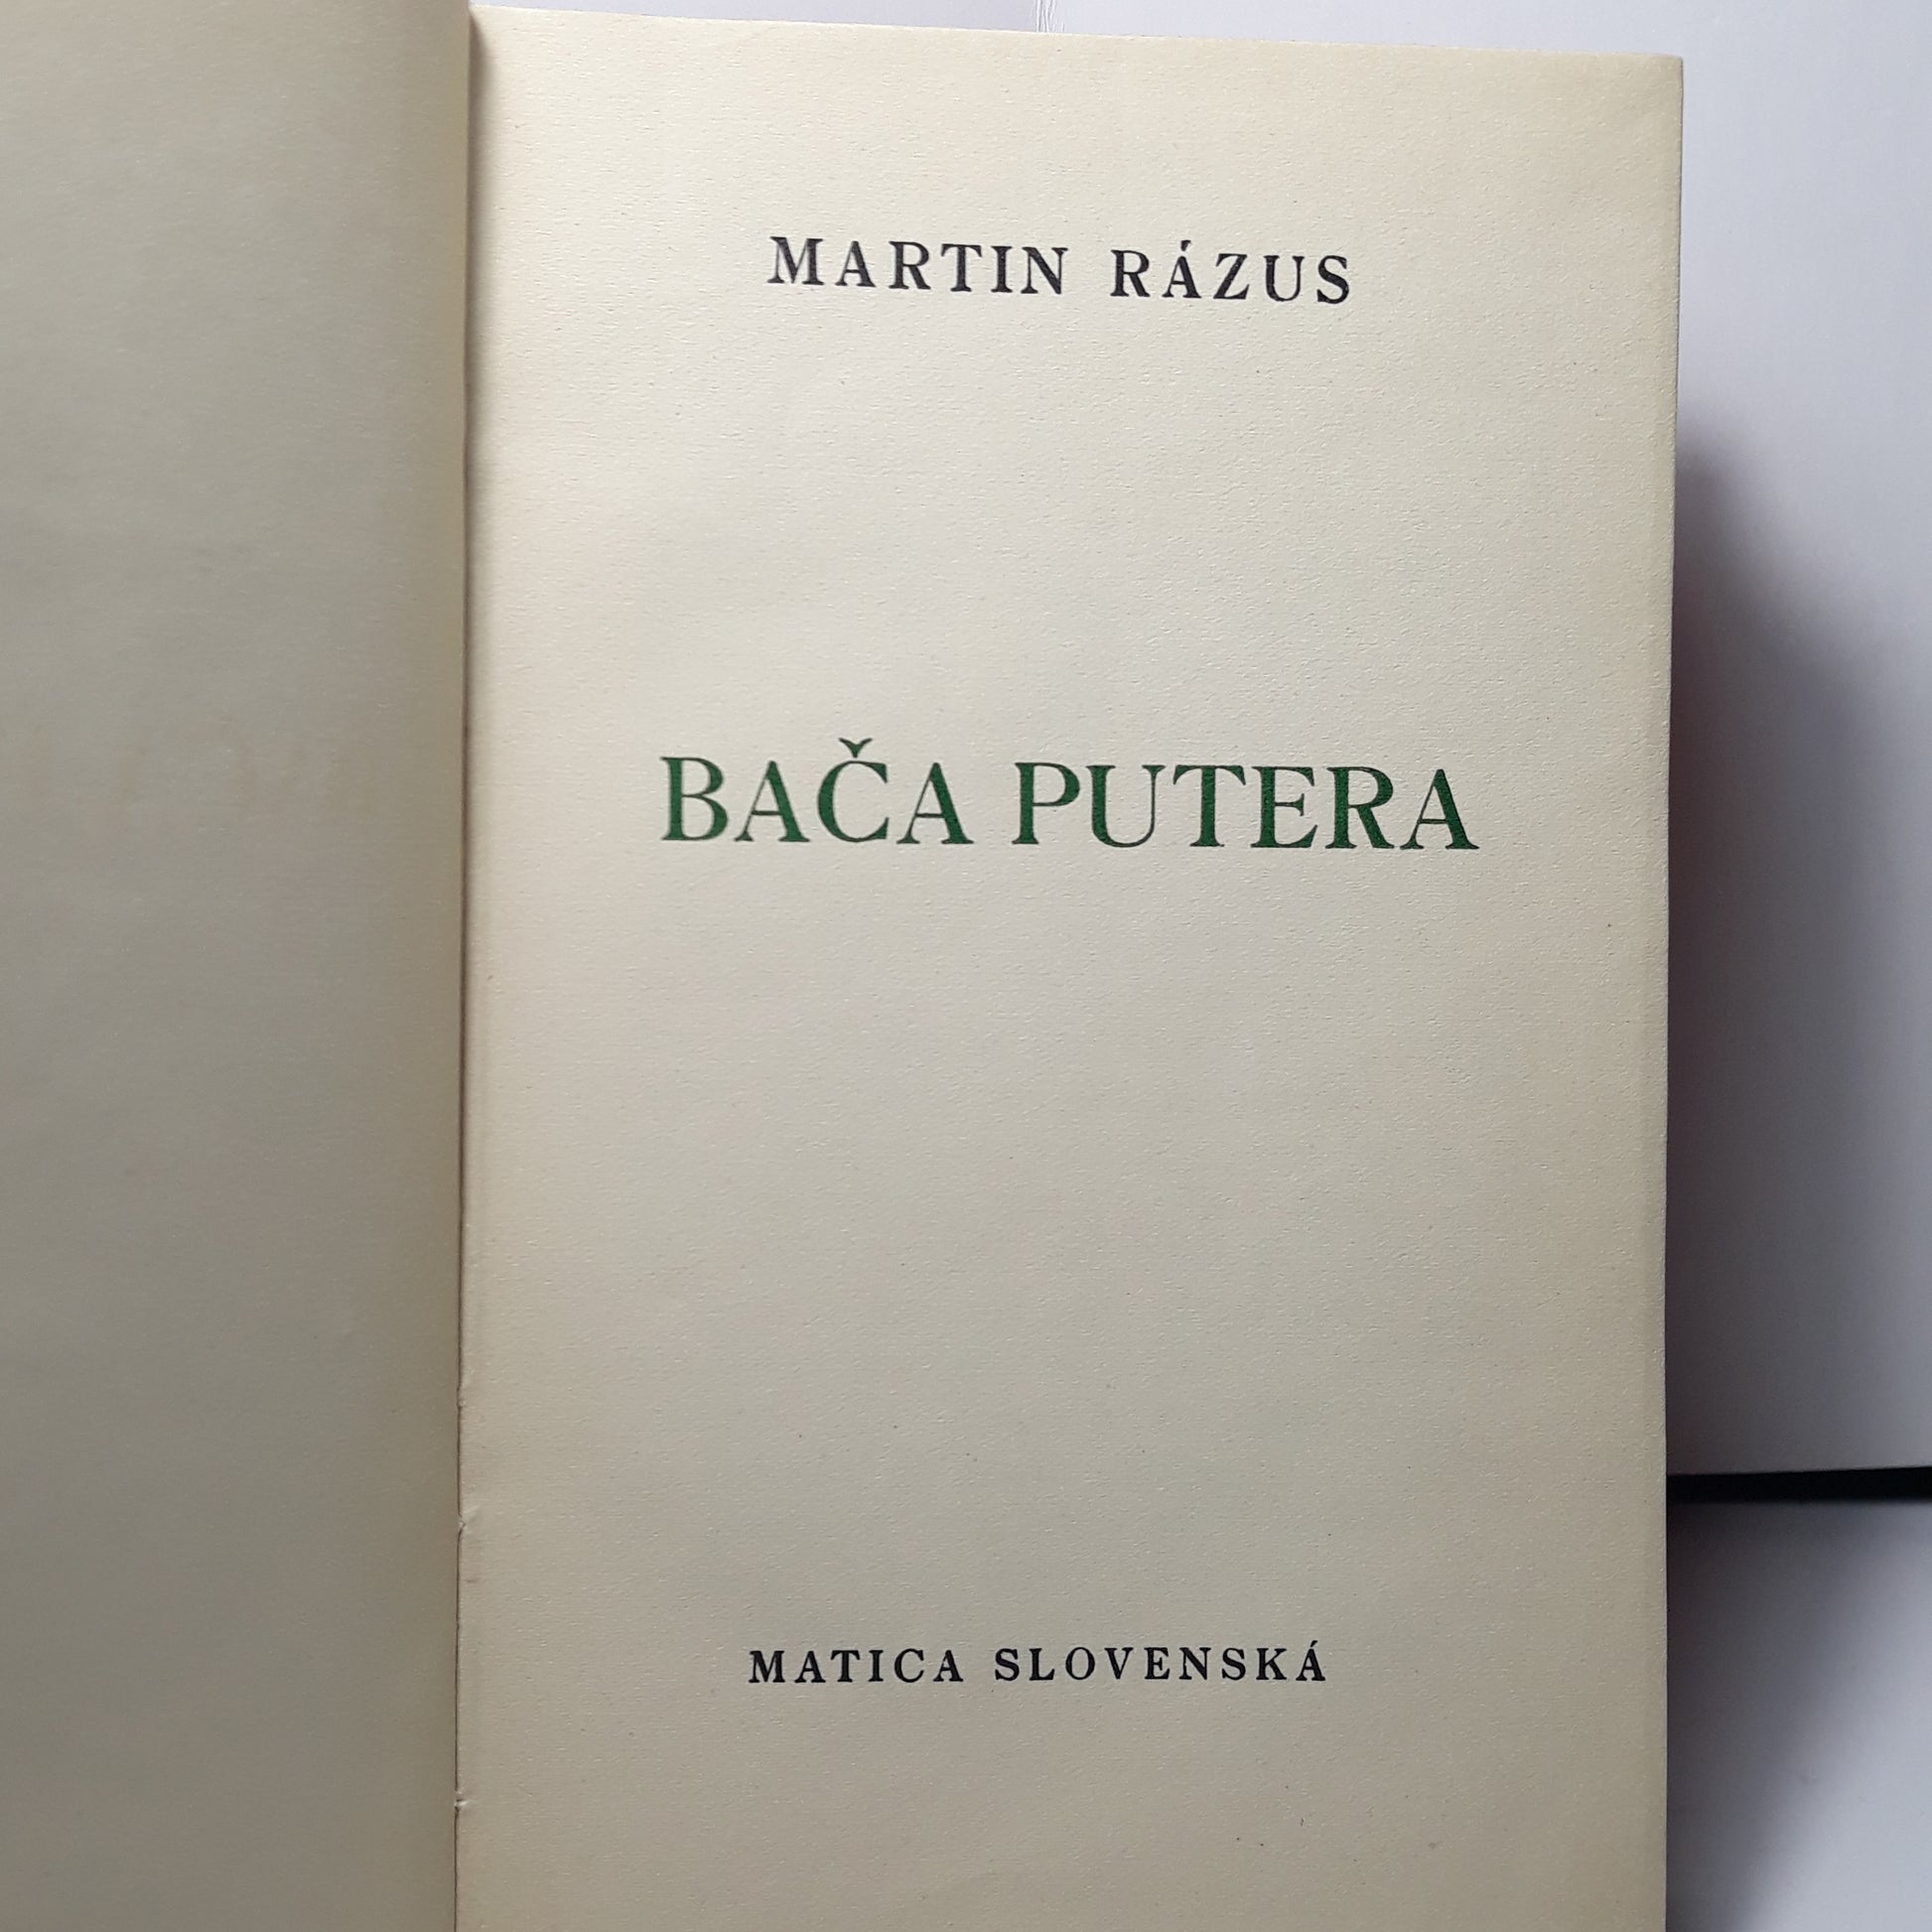 MARTIN RÁZUS
BAČA PUTERA
MATICA SLOVENSKÁ